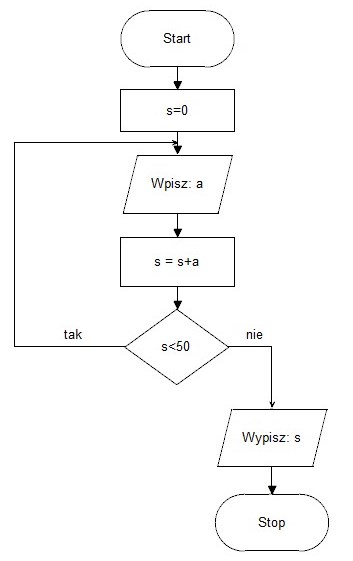 Start
s=0
Wpisz: a
s = s+a
s<50
tak
nie
Wypisz: s
Stop